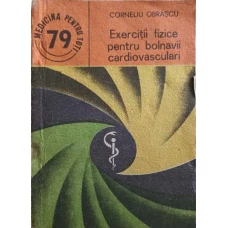 CORNELIU OBRAȘCU
MEDICINA PENTRU TOȚI
79
Exerciții fizice
pentru bolnavii
cardiovasculari